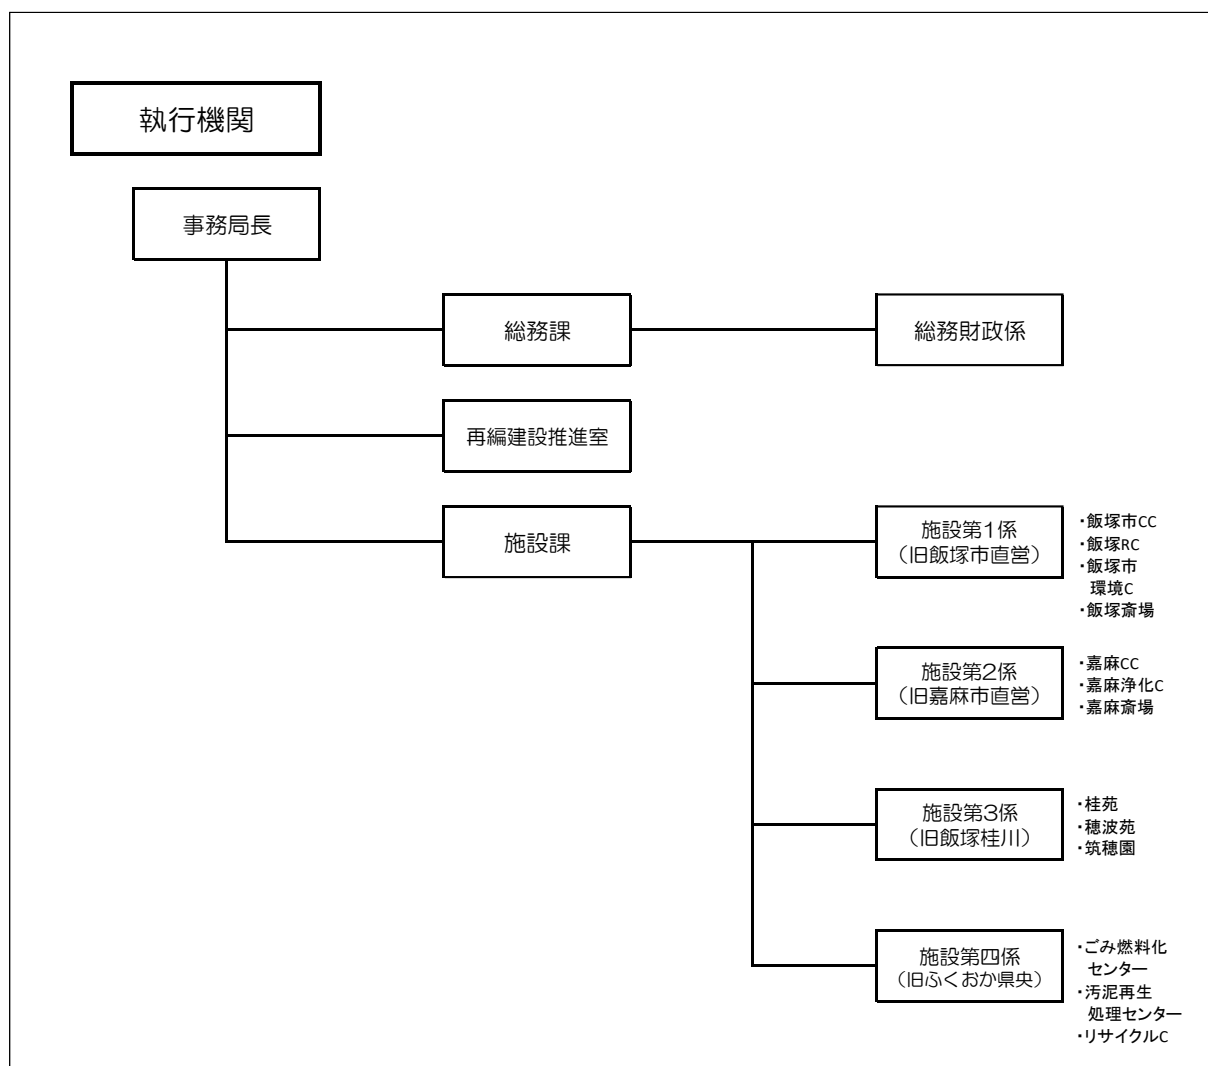 執行機関
事務局長
総務課
総務財政係
再編建設推進室
施設課
施設第1係
（旧飯塚市直営）
・飯塚市CC
・飯塚RC
・飯塚市
環境C
・飯塚斎場
施設第2係
（旧嘉麻市直営）
・嘉麻CC
・嘉麻浄化C
・嘉麻斎場
施設第3係
（旧飯塚桂川）
・桂苑
・穂波苑
・筑穂園
施設第四係
（旧ふくおか県央）
・ごみ燃料化
センター
・汚泥再生
処理センター
・リサイクルC